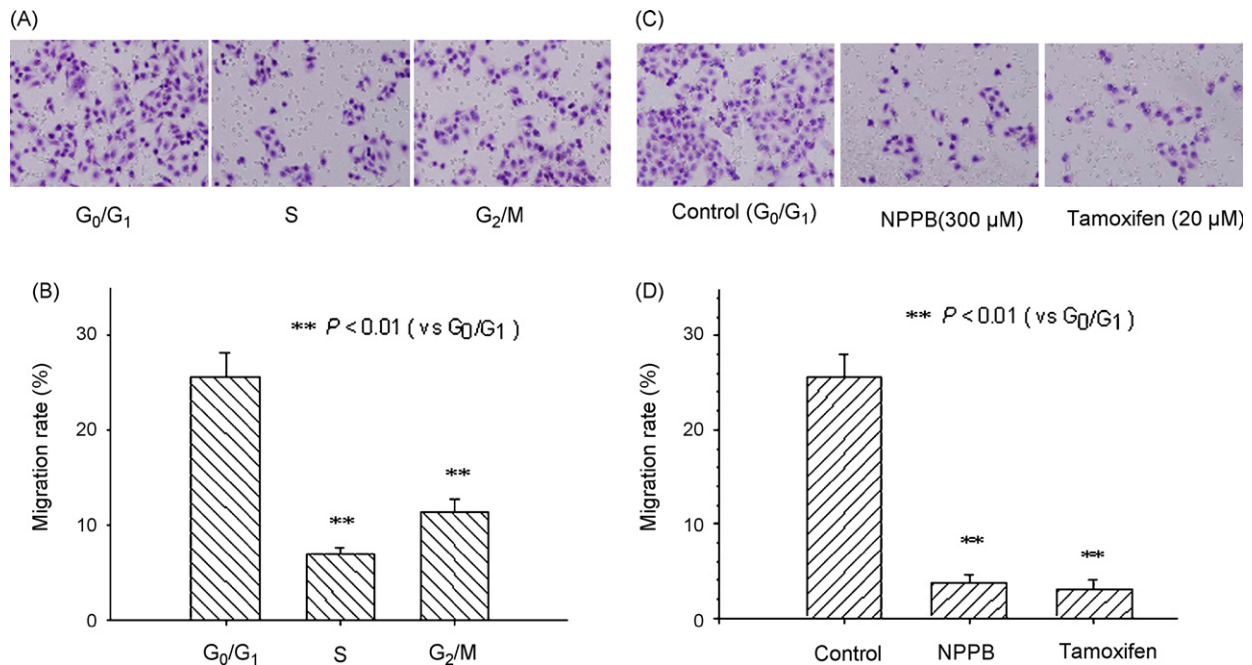 (A)
G₀/G₁ S G₂/M
(B)
Migration rate (%)
30
20
10
0
** P < 0.01 ( vs G0/G1 )
**
**
G₀/G₁ S G₂/M
(C)
Control (G₀/G₁) NPPB(300 µM) Tamoxifen (20 µM)
(D)
Migration rate (%)
30
20
10
0
** P < 0.01 ( vs G0/G1 )
**
**
Control NPPB Tamoxifen